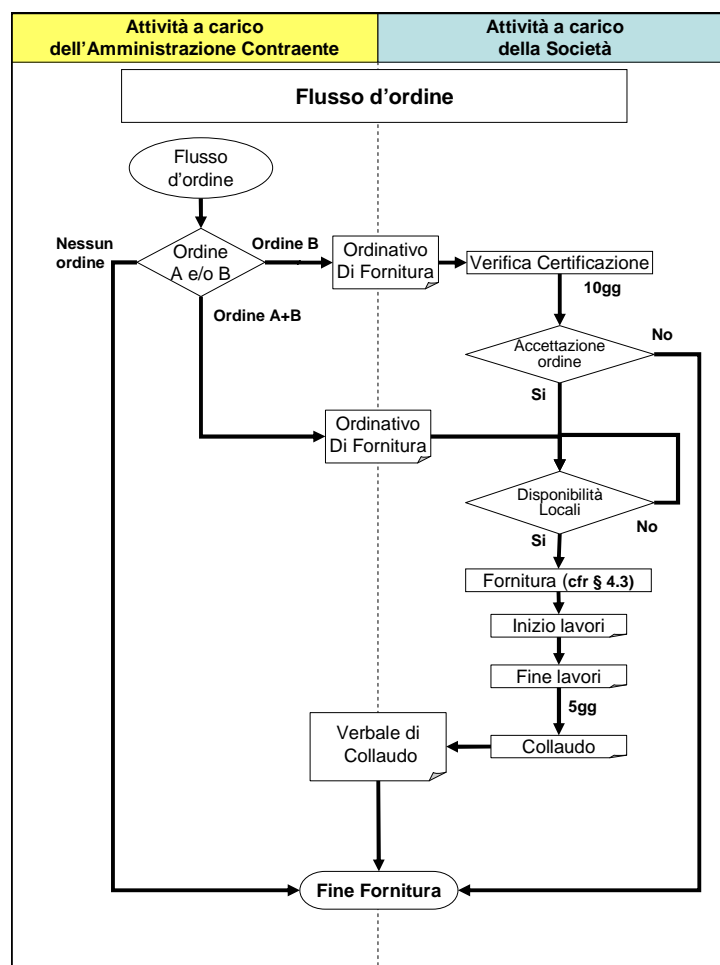 Attività a carico
dell'Amministrazione Contraente
Attività a carico
della Società
Flusso d'ordine
Flusso
d'ordine
Nessun
ordine
Ordine
A e/o B
Ordine B
Ordinativo
Di Fornitura
Verifica Certificazione
10gg
Ordine A+B
Accettazione
ordine
No
Si
Ordinativo
Di Fornitura
Disponibilità
Locali
No
Si
Fornitura (cfr § 4.3)
Inizio lavori
Fine lavori
5gg
Verbale di
Collaudo
Collaudo
Fine Fornitura